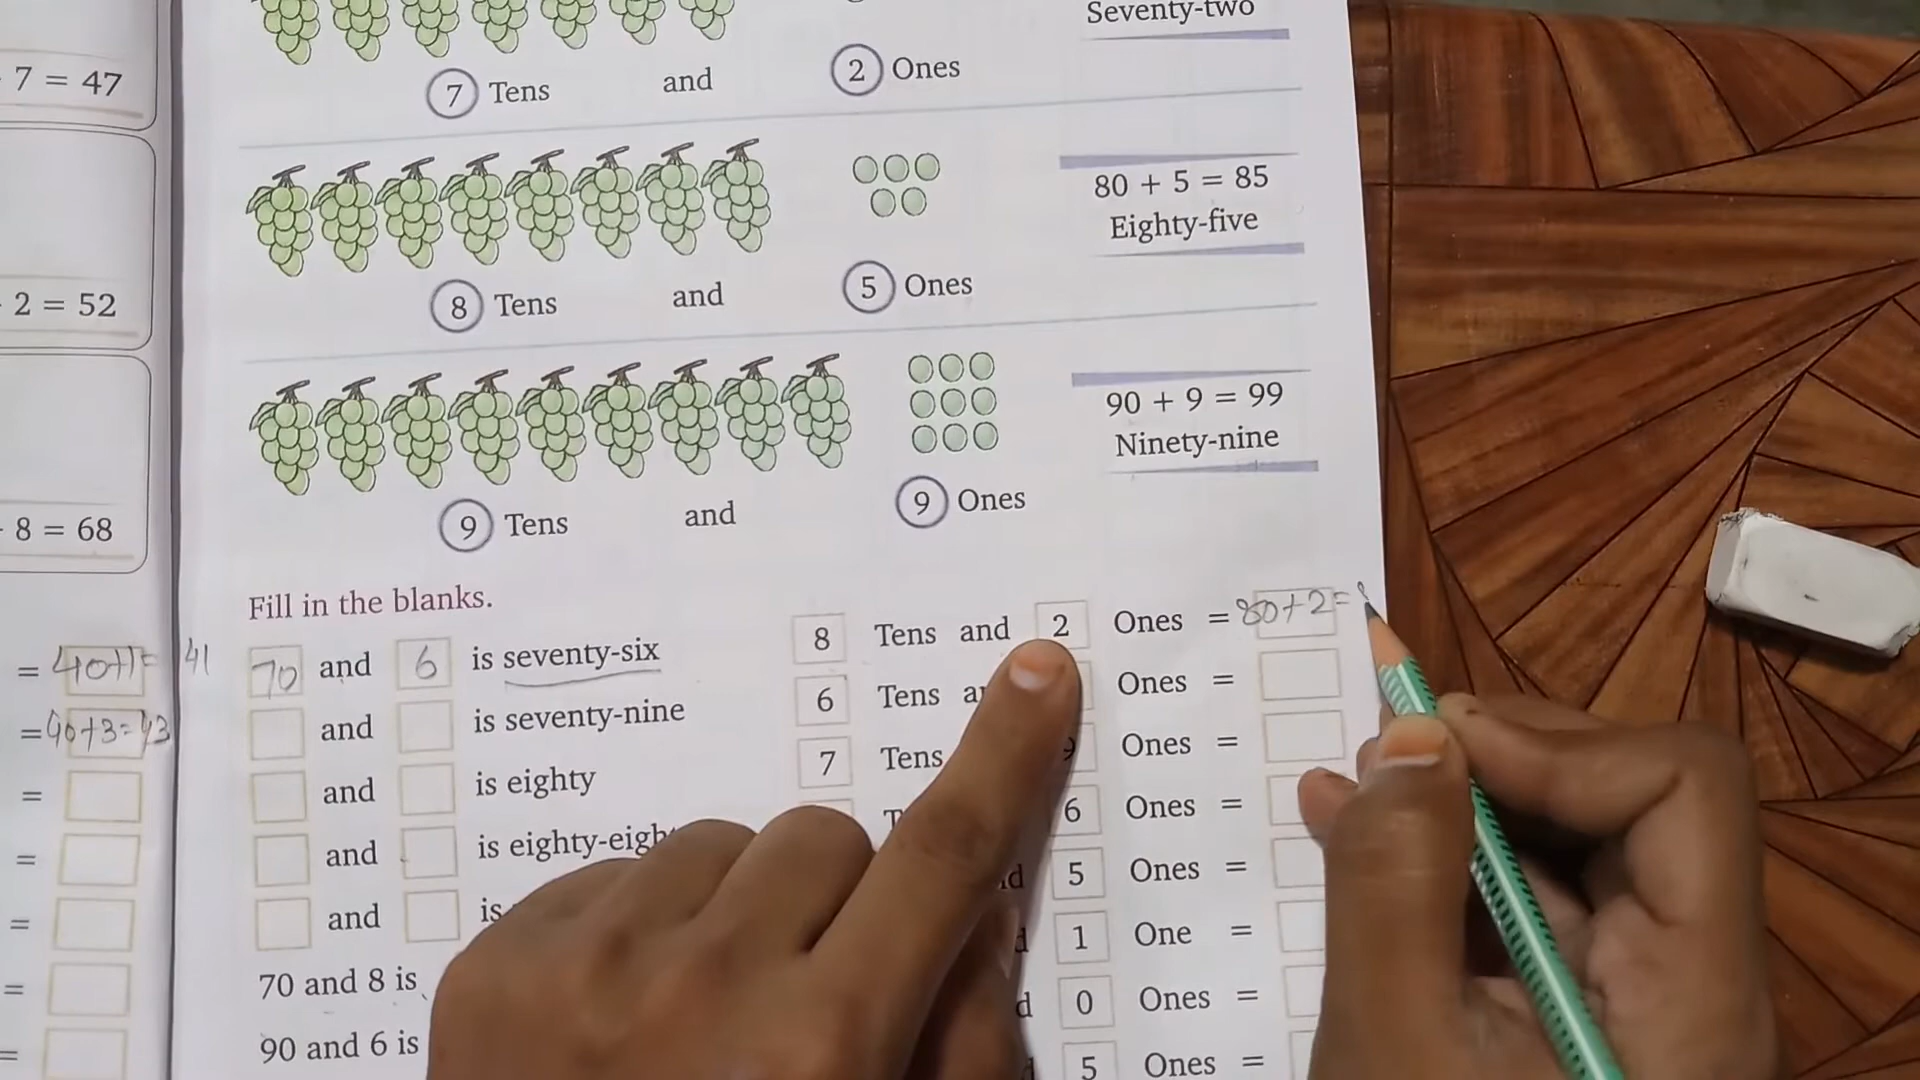 7 = 47
2 = 52
8 = 68
= 40+1= 41
= 40+3=43
=
=
=
=
=
Seventy-two
7 Tens and 2 Ones
80 + 5 = 85
Eighty-five
8 Tens and 5 Ones
90 + 9 = 99
Ninety-nine
9 Tens and 9 Ones
Fill in the blanks.
70 and 6 is seventy-six
and is seventy-nine
and is eighty
and is
and is
70 and 8 is
90 and 6 is
8 Tens and 2 Ones = 80+2=
6 Tens Ones =
7 Tens 9 Ones =
6 Ones =
5 Ones =
1 One =
0 Ones =
5 Ones =